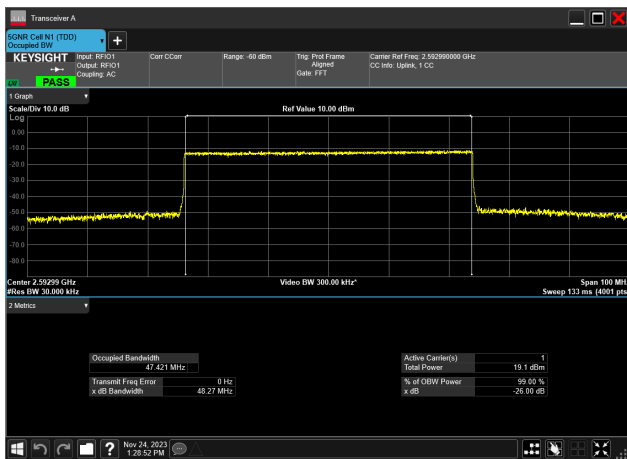 Transceiver A
5GNR Cell N1 (TDD)
Occupied BW
KEYSIGHT
Input: RFIO1
Output: RFIO1
Coupling: AC
Corr CCorr
Range: -60 dBm
Trig: Prot Frame
Aligned
Gate: FFT
Carrier Ref Freq: 2.592990000 GHz
CC Info: Uplink, 1 CC
PASS
1 Graph
Scale/Div 10.0 dB
Ref Value 10.00 dBm
Log
0.00
-10.0
-20.0
-30.0
-40.0
-50.0
-60.0
-70.0
-80.0
Center 2.59299 GHz
Video BW 300.00 kHz*
Span 100 MH
#Res BW 30.000 kHz
Sweep 133 ms (4001 pts
2 Metrics
Occupied Bandwidth
47.421 MHz
Active Carrier(s) 1
Total Power 19.1 dBm
Transmit Freq Error 0 Hz
x dB Bandwidth 48.27 MHz
% of OBW Power 99.00 %
x dB -26.00 dB
Nov 24, 2023
1:28:52 PM